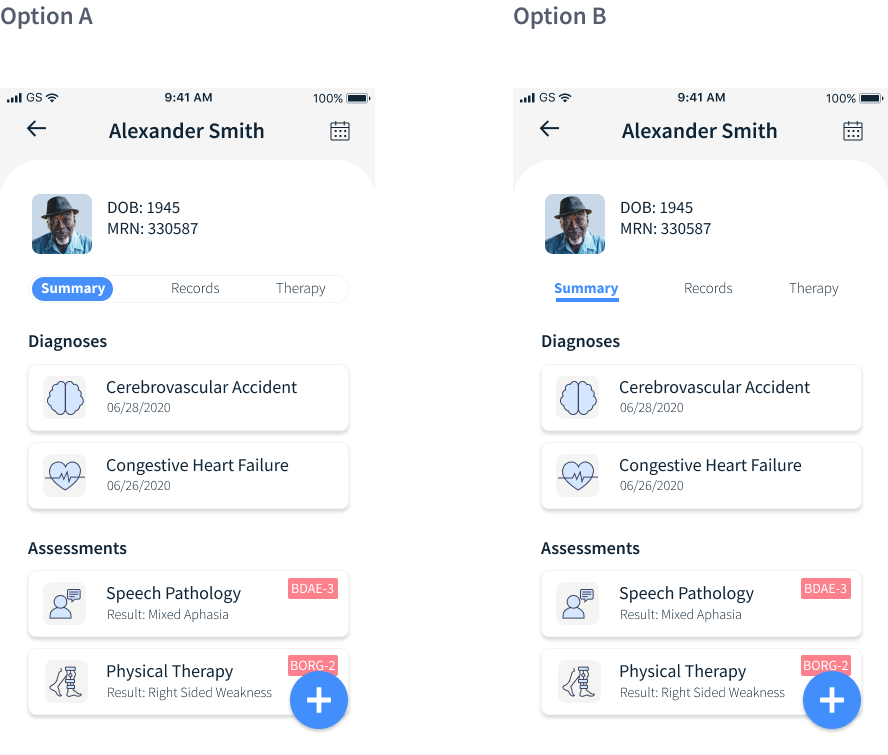 Option A
GS 9:41 AM 100%
Alexander Smith
DOB: 1945
MRN: 330587
Summary Records Therapy
Diagnoses
Cerebrovascular Accident
06/28/2020
Congestive Heart Failure
06/26/2020
Assessments
Speech Pathology BDAE-3
Result: Mixed Aphasia
Physical Therapy BORG-2
Result: Right Sided Weakness
Option B
GS 9:41 AM 100%
Alexander Smith
DOB: 1945
MRN: 330587
Summary Records Therapy
Diagnoses
Cerebrovascular Accident
06/28/2020
Congestive Heart Failure
06/26/2020
Assessments
Speech Pathology BDAE-3
Result: Mixed Aphasia
Physical Therapy BORG-2
Result: Right Sided Weakness